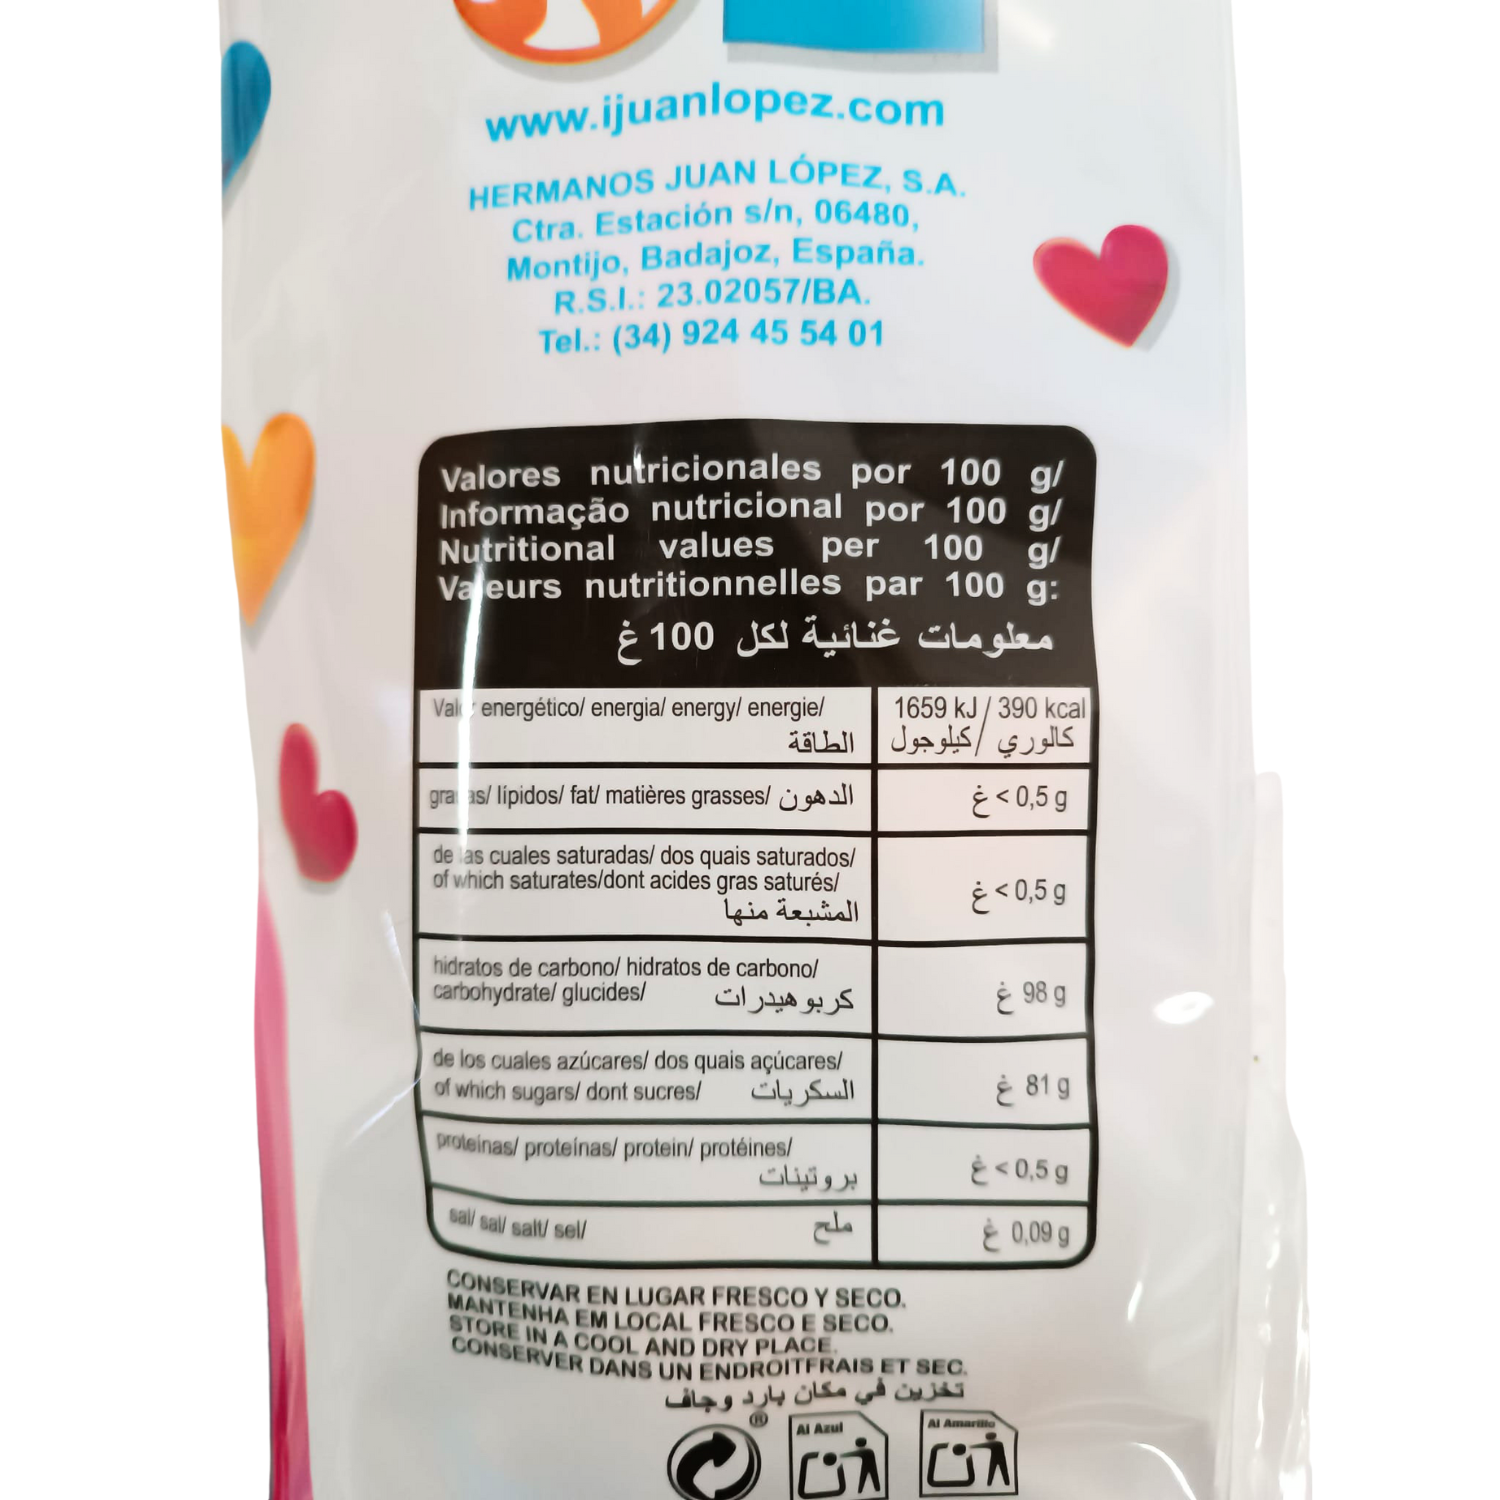 www.ijuanlopez.com
HERMANOS JUAN LÓPEZ, S.A.
Ctra. Estación s/n, 06480,
Montijo, Badajoz, España.
R.S.I.: 23.02057/BA.
Tel.: (34) 924 45 54 01
Valores nutricionales por 100 g/
Informação nutricional por 100 g/
Nutritional values per 100 g/
Valeurs nutritionnelles par 100 g:
معلومات غنائية لكل 100 غ
Valor energético/ energia/ energy/ energie/
الطاقة
1659 kJ / 390 kcal
كيلوجول / كالوري
grasas/ lípidos/ fat/ matières grasses/ الدهون
غ < 0,5 g
de las cuales saturadas/ dos quais saturados/
of which saturates/dont acides gras saturés/
المشبعة منها
غ < 0,5 g
hidratos de carbono/ hidratos de carbono/
carbohydrate/ glucides/ كربوهيدرات
غ 98 g
de los cuales azúcares/ dos quais açúcares/
of which sugars/ dont sucres/ السكريات
غ 81 g
proteinas/ proteínas/ protein/ protéines/
بروتينات
غ < 0,5 g
sal/ sal/ salt/ sel/ ملح
غ 0,09 g
CONSERVAR EN LUGAR FRESCO Y SECO.
MANTENHA EM LOCAL FRESCO E SECO.
STORE IN A COOL AND DRY PLACE.
CONSERVER DANS UN ENDROITFRAIS ET SEC.
تخزين في مكان بارد وجاف
®
Al Azul
Al Amarillo